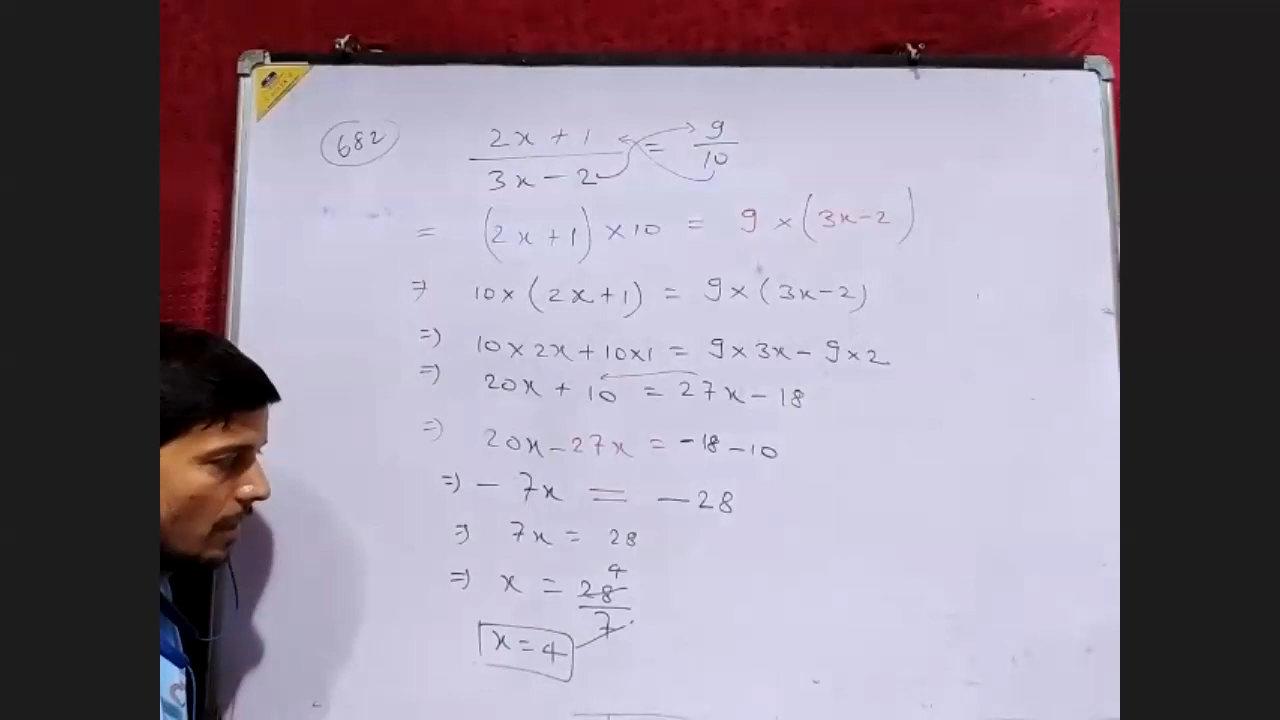 682
2x + 1 / 3x - 2 = 9 / 10
= (2x + 1) × 10 = 9 × (3x - 2)
⇒ 10 × (2x + 1) = 9 × (3x - 2)
⇒ 10 × 2x + 10 × 1 = 9 × 3x - 9 × 2
⇒ 20x + 10 = 27x - 18
⇒ 20x - 27x = -18 - 10
⇒ - 7x = - 28
⇒ 7x = 28
⇒ x = 28 / 7 4
x = 4